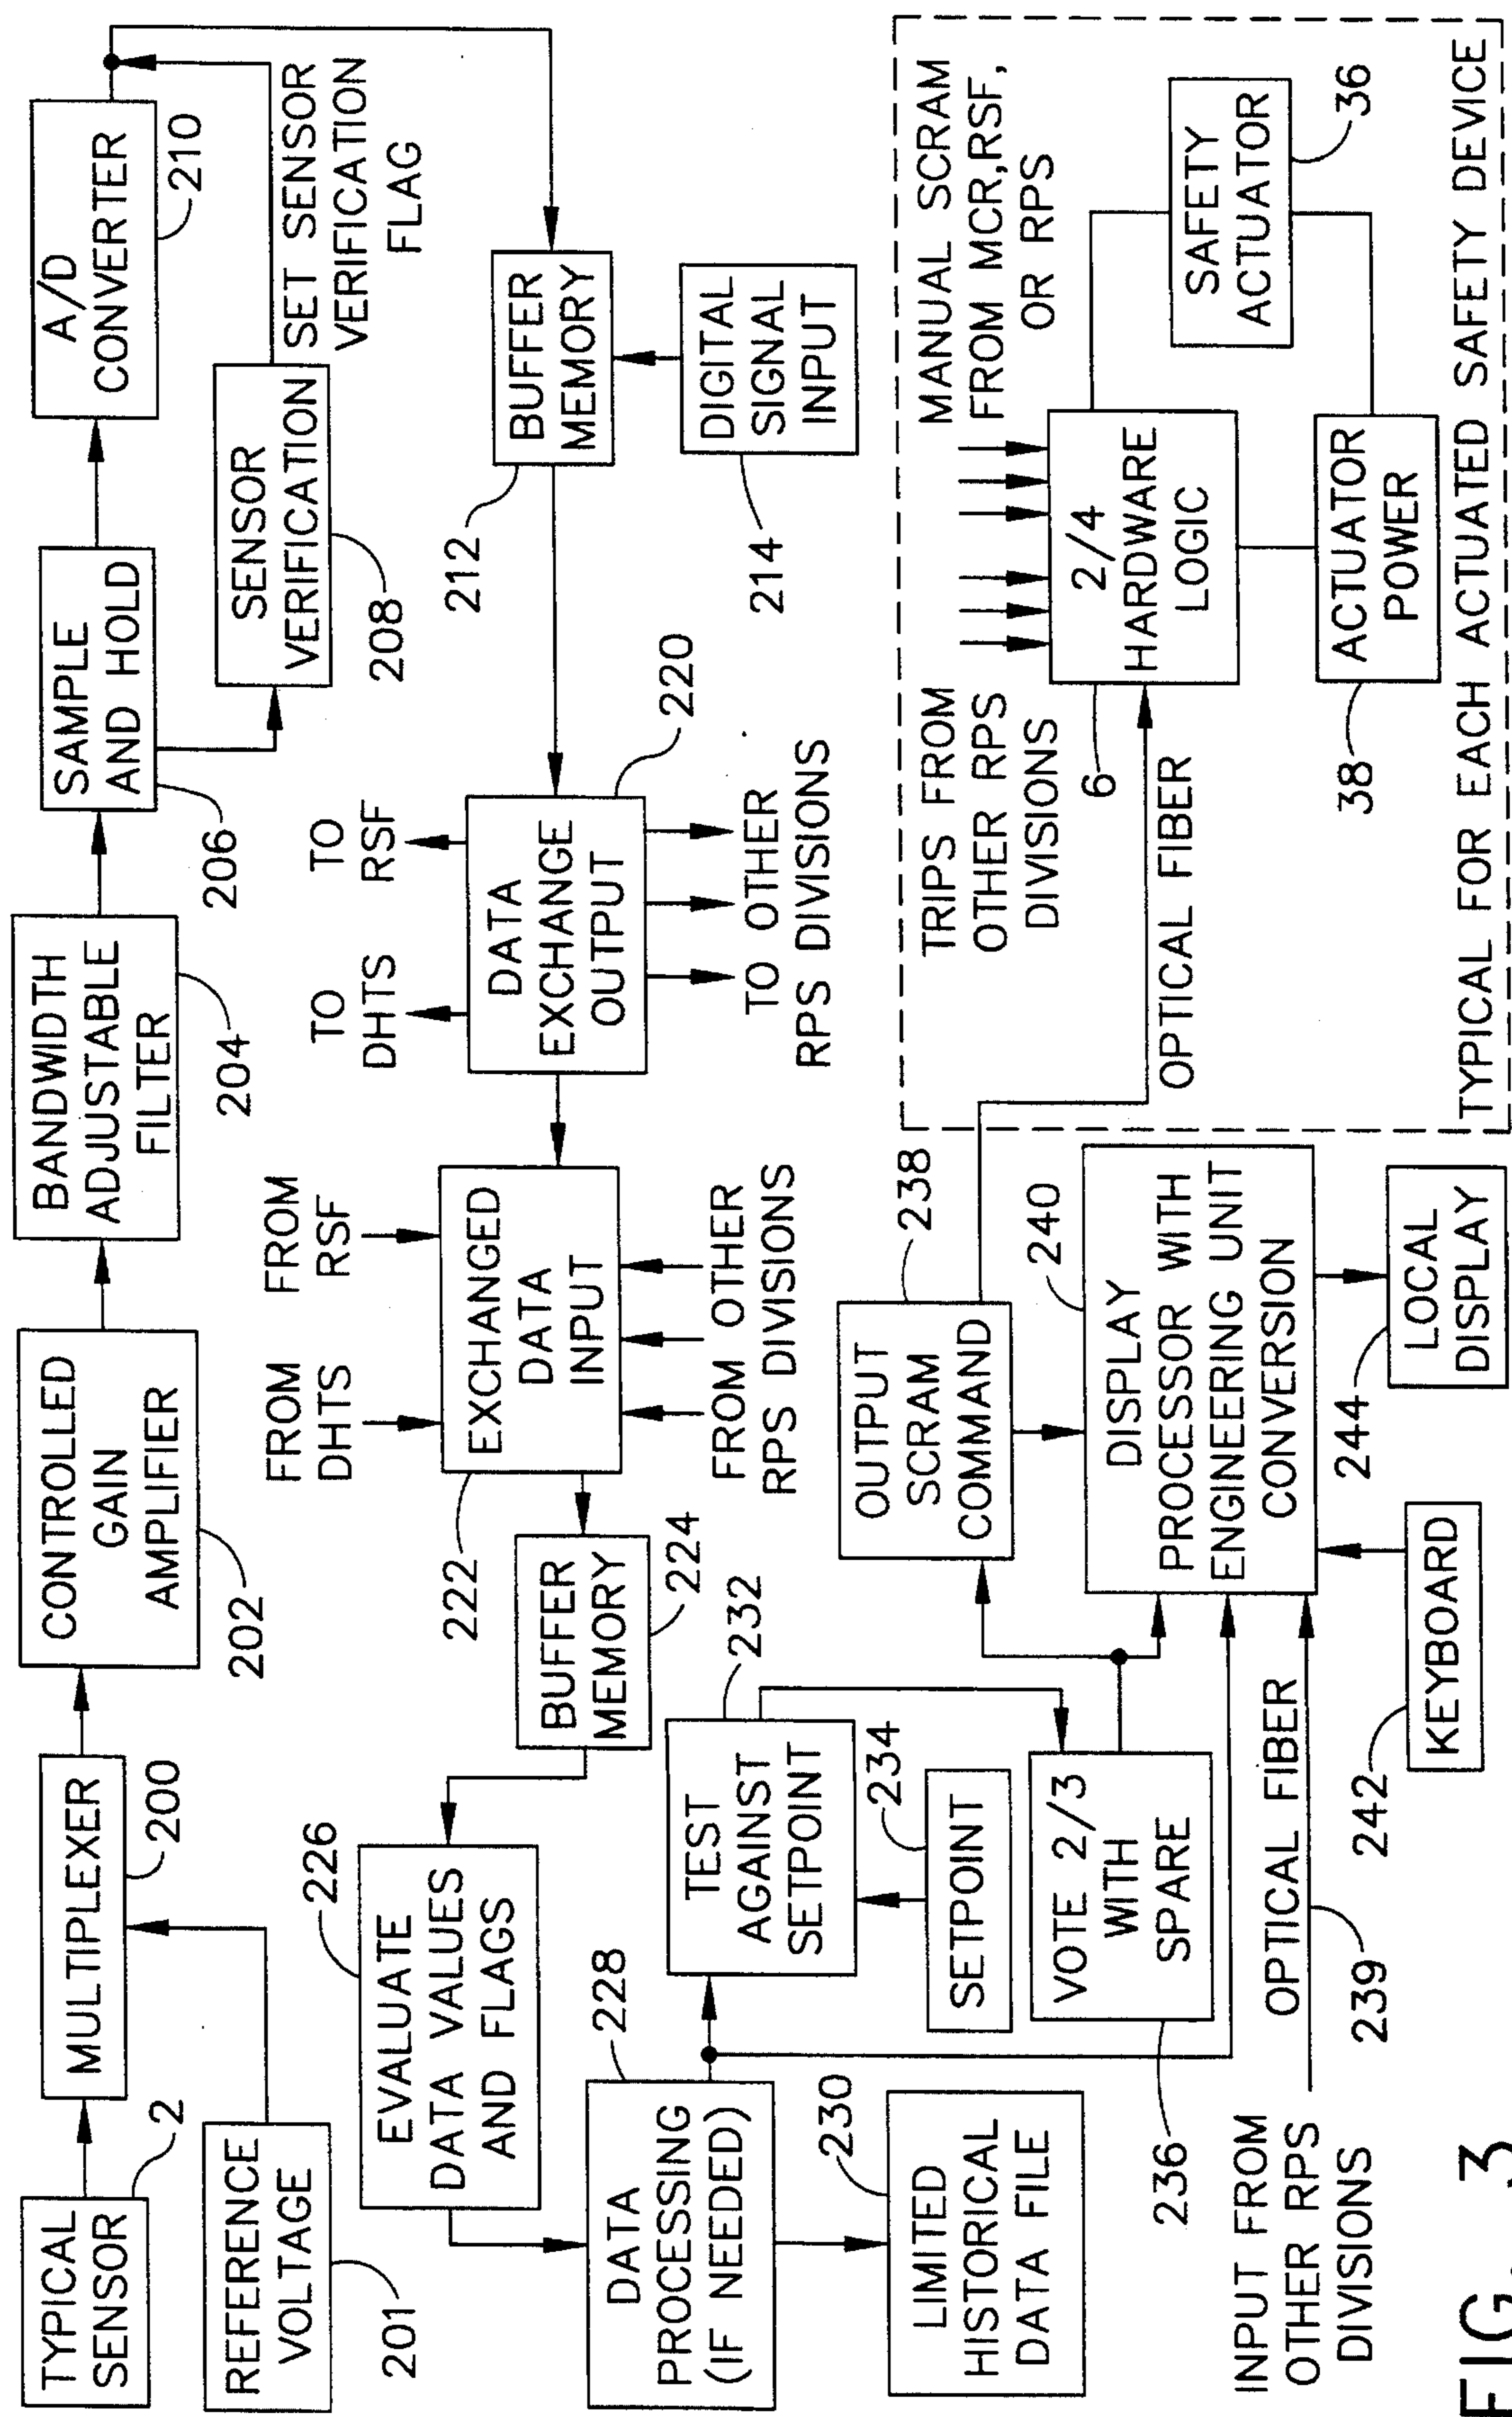 TYPICAL
SENSOR
2
REFERENCE
VOLTAGE
201
MULTIPLEXER
200
CONTROLLED
GAIN
AMPLIFIER
202
BANDWIDTH
ADJUSTABLE
FILTER
204
SAMPLE
AND HOLD
206
SENSOR
VERIFICATION
208
A/D
CONVERTER
210
SET SENSOR
VERIFICATION
FLAG
BUFFER
MEMORY
212
DIGITAL
SIGNAL
INPUT
214
TO
DHTS
TO
RSF
DATA
EXCHANGE
OUTPUT
220
TO OTHER
RPS DIVISIONS
FROM
DHTS
FROM
RSF
EXCHANGED
DATA
INPUT
222
FROM OTHER
RPS DIVISIONS
BUFFER
MEMORY
224
EVALUATE
DATA VALUES
AND FLAGS
226
DATA
PROCESSING
(IF NEEDED)
228
LIMITED
HISTORICAL
DATA FILE
230
TEST
AGAINST
SETPOINT
232
SETPOINT
234
VOTE 2/3
WITH
SPARE
236
OUTPUT
SCRAM
COMMAND
238
DISPLAY
PROCESSOR WITH
ENGINEERING UNIT
CONVERSION
240
INPUT FROM
OTHER RPS
DIVISIONS
OPTICAL FIBER
239
KEYBOARD
242
LOCAL
DISPLAY
244
TRIPS FROM
OTHER RPS
DIVISIONS
MANUAL SCRAM
FROM MCR,RSF,
OR RPS
OPTICAL FIBER
2/4
HARDWARE
LOGIC
6
SAFETY
ACTUATOR
36
ACTUATOR
POWER
38
TYPICAL FOR EACH ACTUATED SAFETY DEVICE
FIG. 3